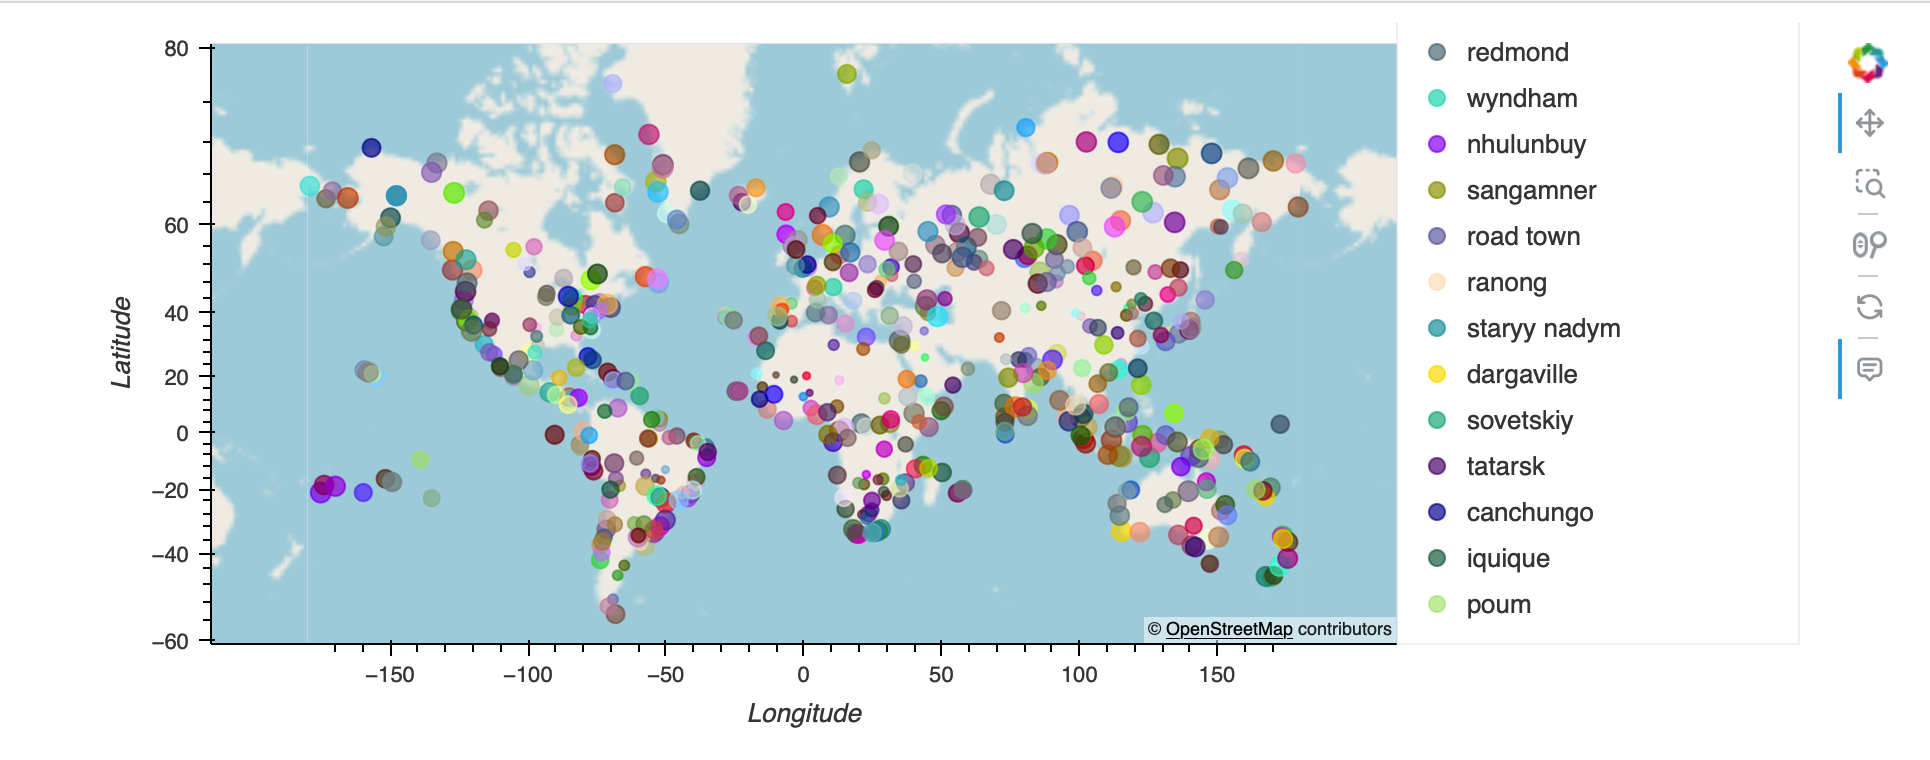 80
60
40
20
0
−20
−40
−60
Latitude
−150
−100
−50
0
50
100
150
Longitude
© OpenStreetMap contributors
redmond
wyndham
nhulunbuy
sangamner
road town
ranong
staryy nadym
dargaville
sovetskiy
tatarsk
canchungo
iquique
poum